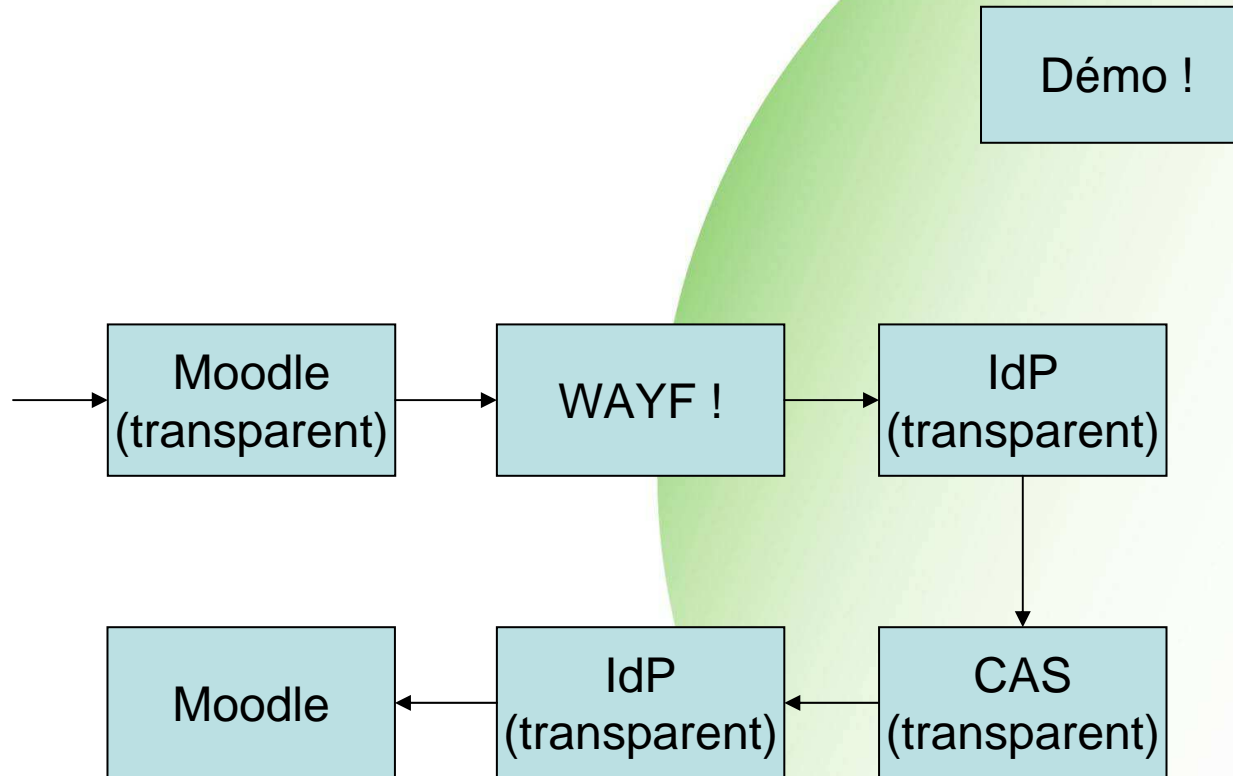 Démo !
Moodle
(transparent)
WAYF !
IdP
(transparent)
Moodle
IdP
(transparent)
CAS
(transparent)